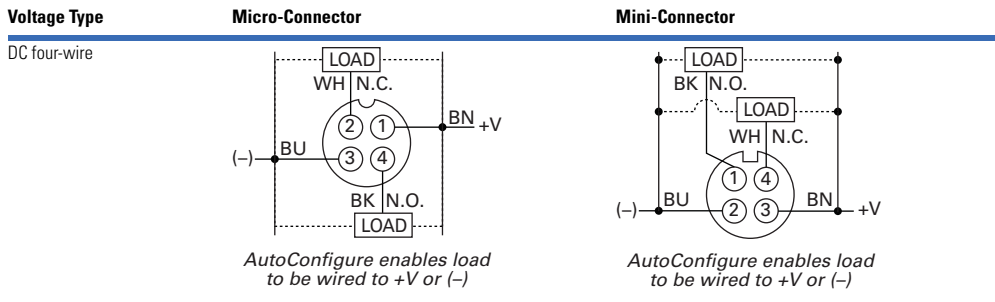 Voltage Type Micro-Connector Mini-Connector
DC four-wire
LOAD
WH N.C.
2 1
BN +V
(–) BU
3 4
BK N.O.
LOAD
AutoConfigure enables load
to be wired to +V or (–)
LOAD
BK N.O.
LOAD
WH N.C.
1 4
(–) BU
2 3
BN +V
AutoConfigure enables load
to be wired to +V or (–)